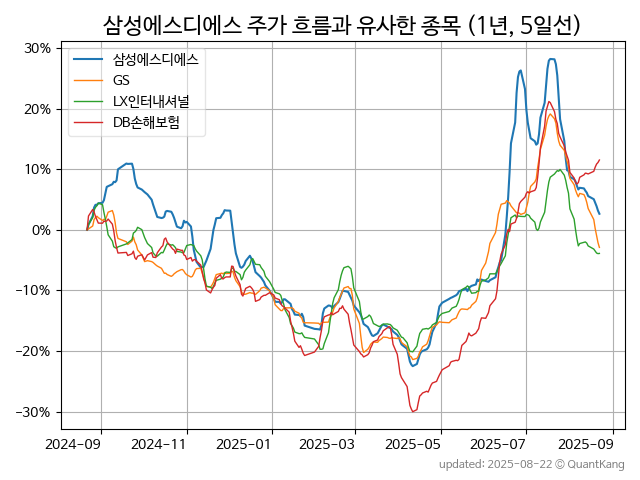 삼성에스디에스 주가 흐름과 유사한 종목 (1년, 5일선)
삼성에스디에스
GS
LX인터내셔널
DB손해보험
30%
20%
10%
0%
−10%
−20%
−30%
2024-09 2024-11 2025-01 2025-03 2025-05 2025-07 2025-09
updated: 2025-08-22 © QuantKang